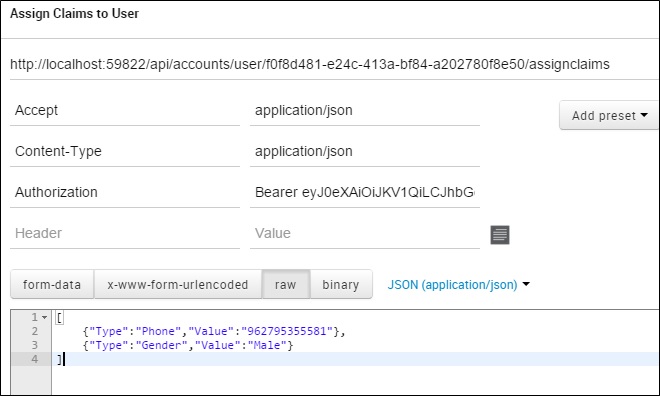 Assign Claims to User
http://localhost:59822/api/accounts/user/f0f8d481-e24c-413a-bf84-a202780f8e50/assignclaims
Accept application/json Add preset
Content-Type application/json
Authorization Bearer eyJ0eXAiOiJKV1QiLCJhbG
Header Value
form-data x-www-form-urlencoded raw binary JSON (application/json)
1 [
2 {"Type":"Phone","Value":"962795355581"},
3 {"Type":"Gender","Value":"Male"}
4 ]